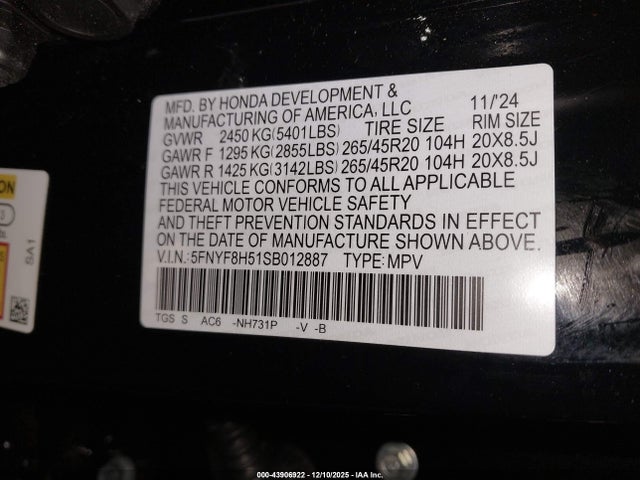 MFD. BY HONDA DEVELOPMENT &
MANUFACTURING OF AMERICA, LLC 11/'24
GVWR 2450 KG(5401LBS) TIRE SIZE RIM SIZE
GAWR F 1295 KG(2855LBS) 265/45R20 104H 20X8.5J
GAWR R 1425 KG(3142LBS) 265/45R20 104H 20X8.5J
THIS VEHICLE CONFORMS TO ALL APPLICABLE
FEDERAL MOTOR VEHICLE SAFETY
AND THEFT PREVENTION STANDARDS IN EFFECT
ON THE DATE OF MANUFACTURE SHOWN ABOVE.
V.I.N.:5FNYF8H51SB012887 TYPE:MPV
TGS S AC6 -NH731P -V -B
ON
SA1
000-43906922 - 12/10/2025 - IAA Inc.